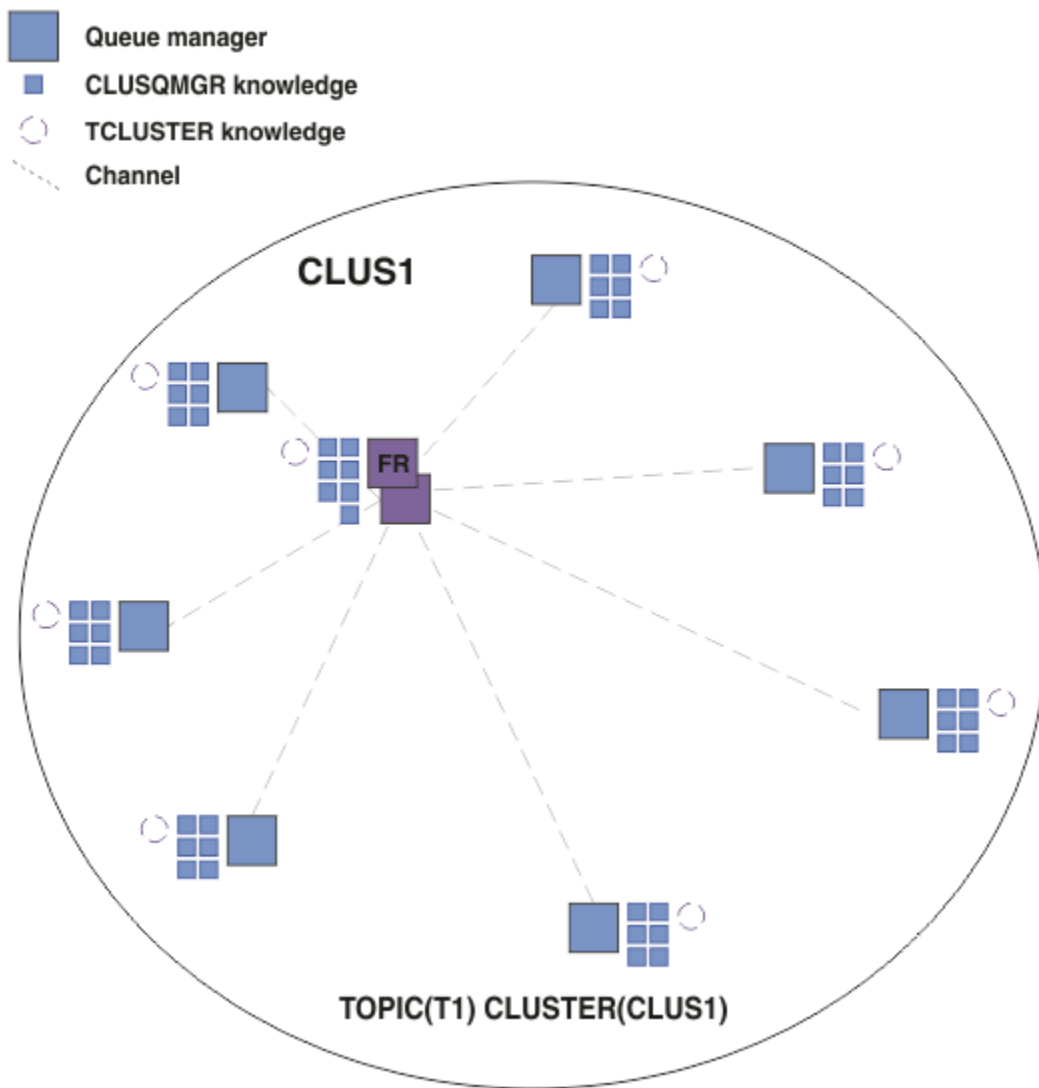 Queue manager
CLUSQMGR knowledge
TCLUSTER knowledge
Channel
CLUS1
FR
TOPIC(T1) CLUSTER(CLUS1)